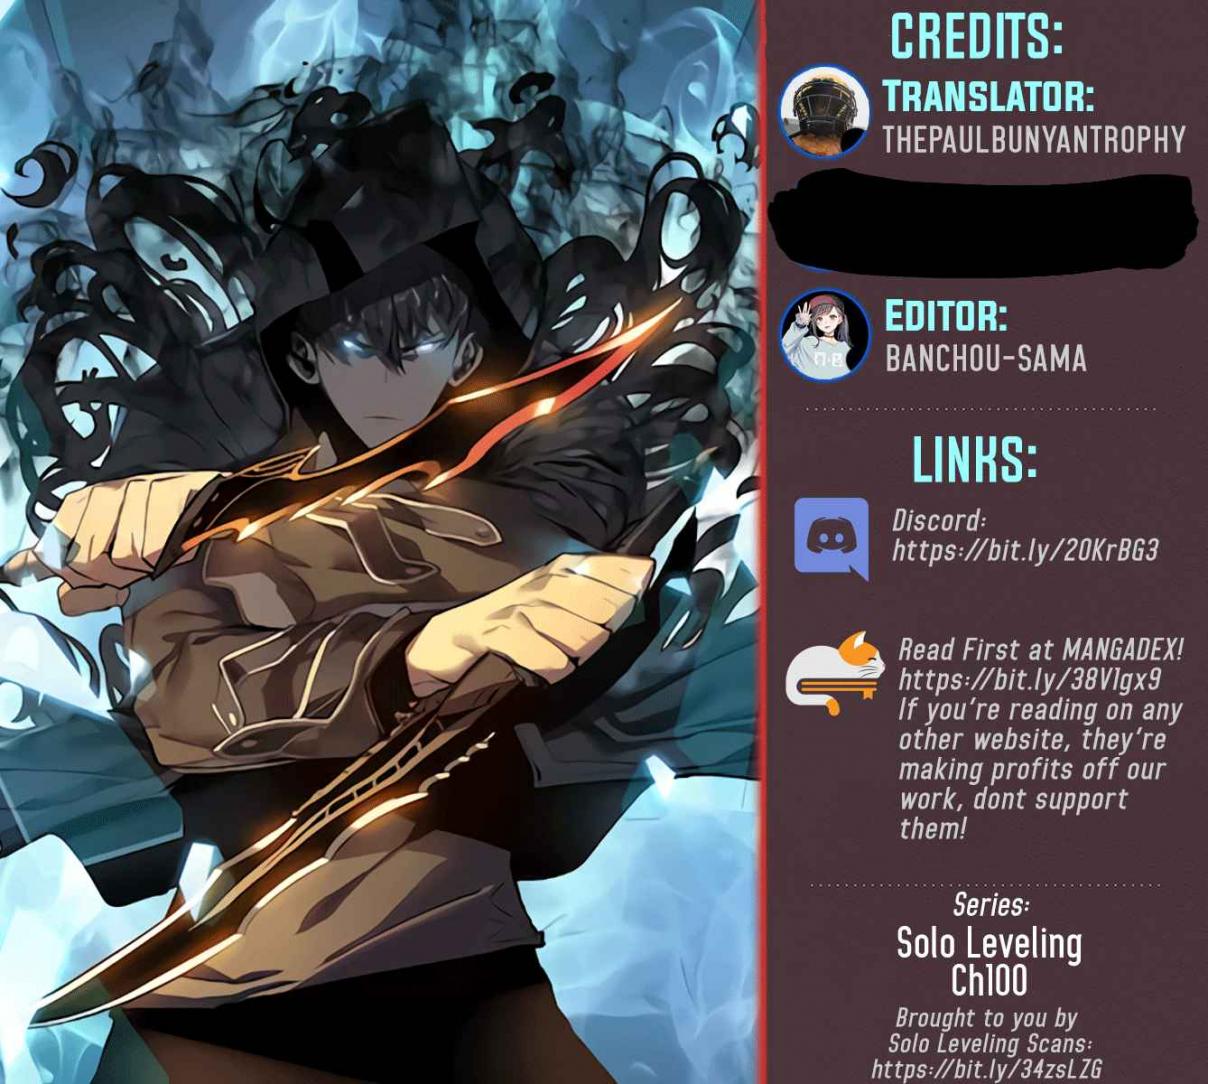 CREDITS:
TRANSLATOR:
THEPAULBUNYANTROPHY
EDITOR:
BANCHOU-SAMA
LINKS:
Discord:
https://bit.ly/2OKrBG3
Read First at MANGADEX!
https://bit.ly/38V1gx9
If you're reading on any
other website, they're
making profits off our
work, dont support
them!
Series:
Solo Leveling
Ch100
Brought to you by
Solo Leveling Scans:
https://bit.ly/34zsLZG